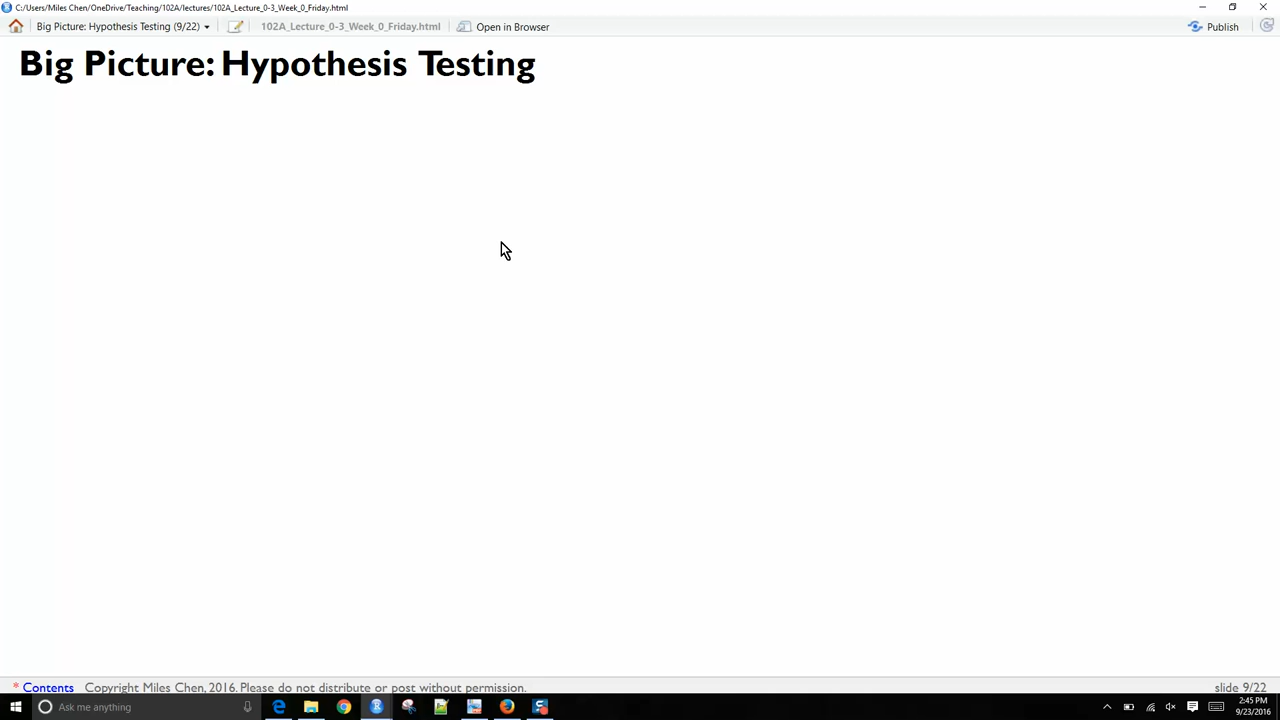 C:/Users/Miles Chen/OneDrive/Teaching/102A/lectures/102A_Lecture_0-3_Week_0_Friday.html
Big Picture: Hypothesis Testing (9/22) 102A_Lecture_0-3_Week_0_Friday.html Open in Browser Publish
Big Picture: Hypothesis Testing
* Contents Copyright Miles Chen, 2016. Please do not distribute or post without permission. slide 9/22
Ask me anything
2:45 PM
9/23/2016